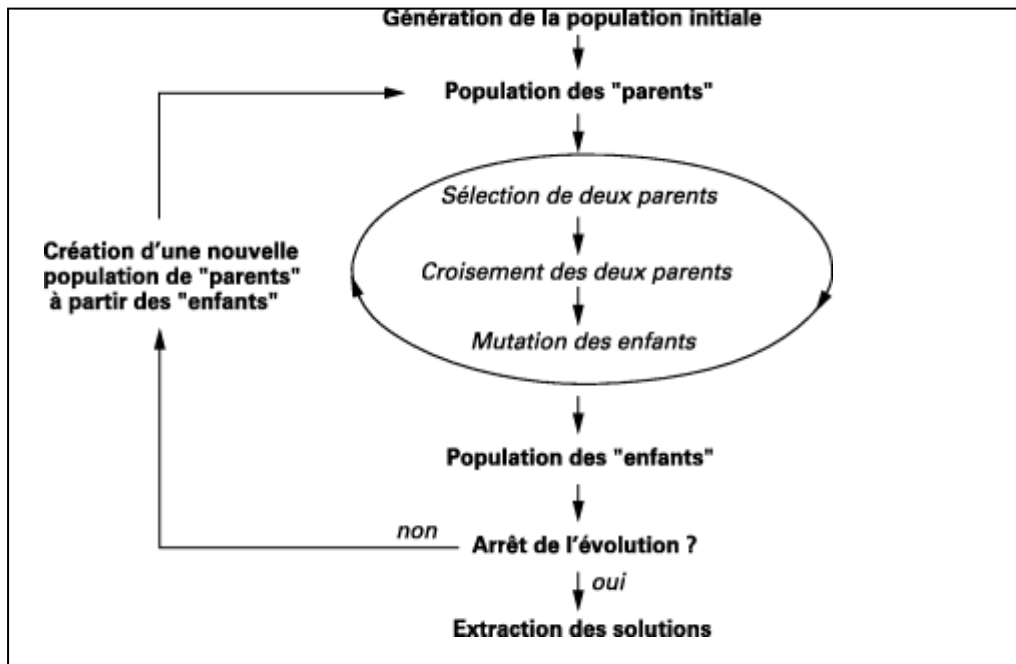 Génération de la population initiale
Population des "parents"
Sélection de deux parents
Création d'une nouvelle
population de "parents"
à partir des "enfants"
Croisement des deux parents
Mutation des enfants
Population des "enfants"
non
Arrêt de l'évolution ?
oui
Extraction des solutions